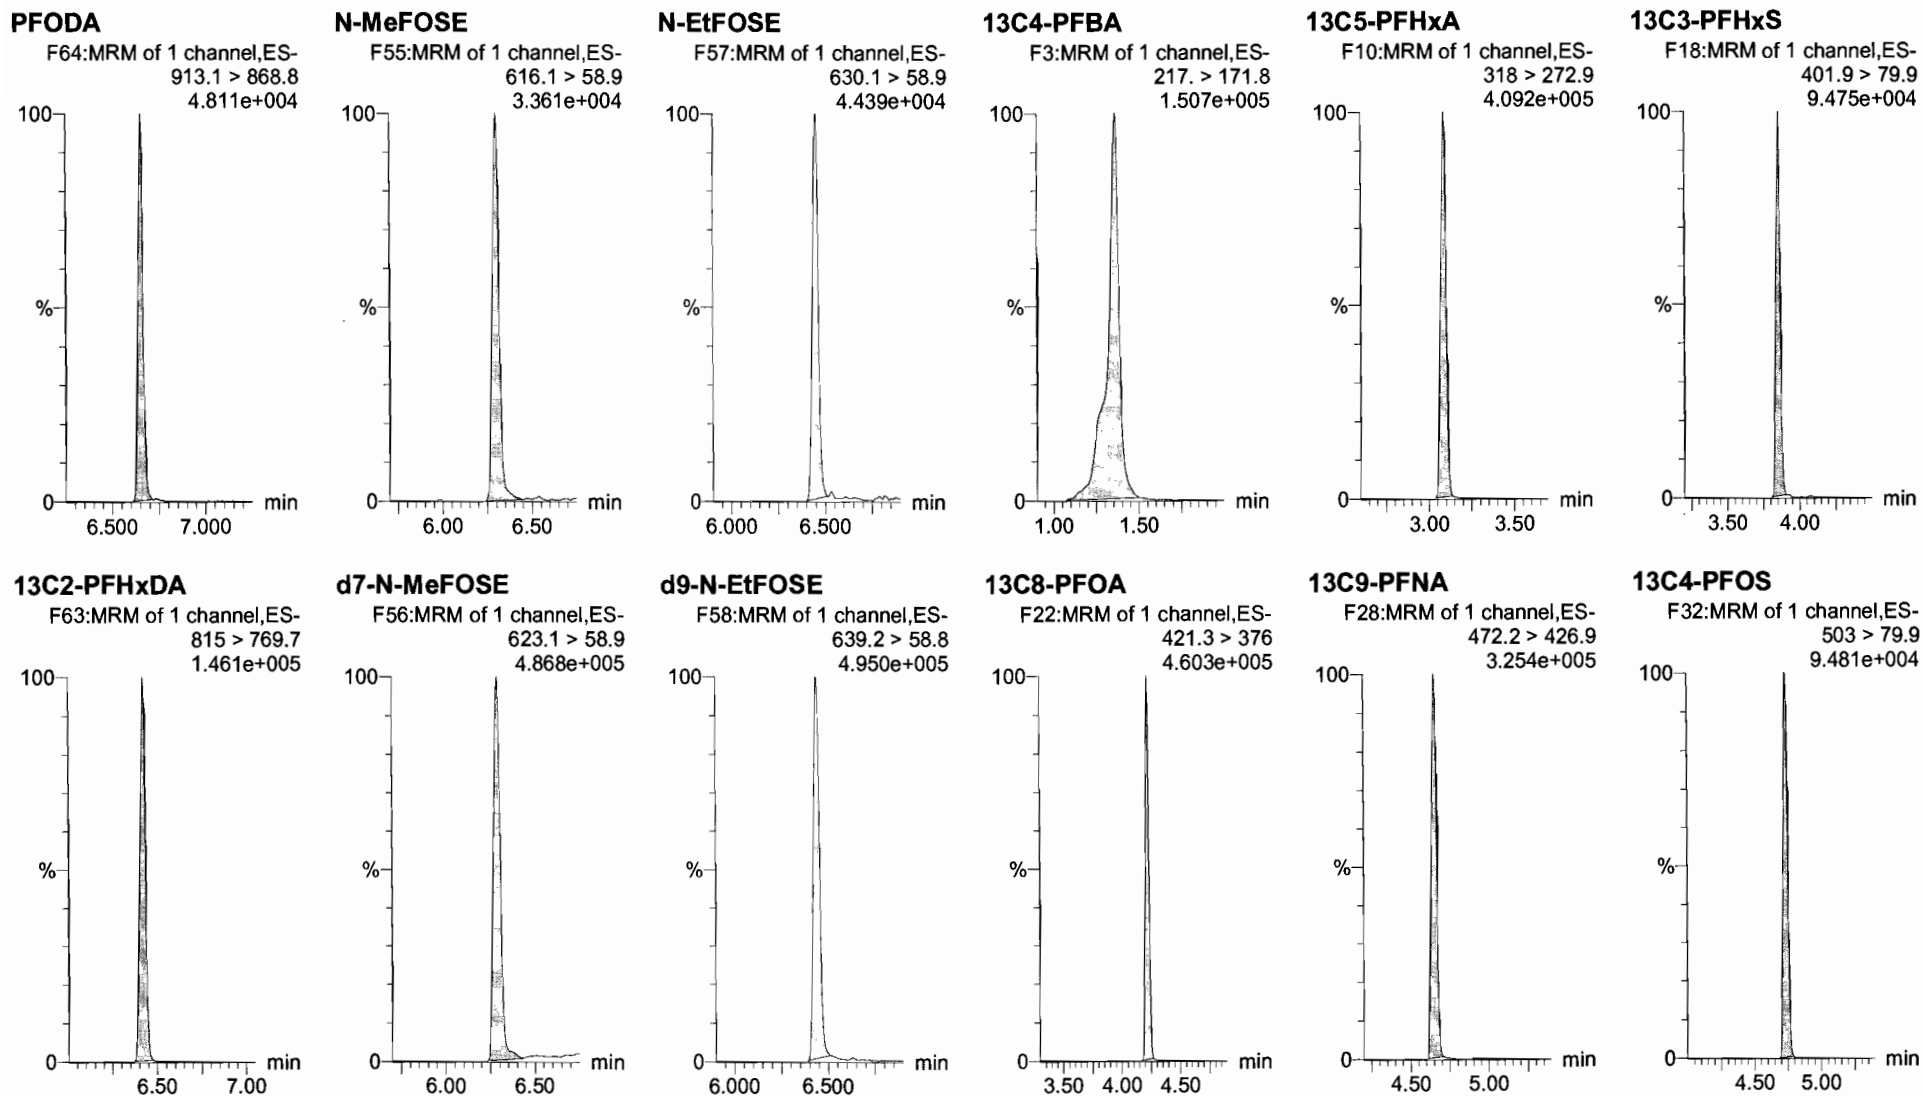 PFODA
F64:MRM of 1 channel,ES-
913.1 > 868.8
4.811e+004
100
%
0
6.500 7.000
min
N-MeFOSE
F55:MRM of 1 channel,ES-
616.1 > 58.9
3.361e+004
100
%
0
6.00 6.50
min
N-EtFOSE
F57:MRM of 1 channel,ES-
630.1 > 58.9
4.439e+004
100
%
0
6.000 6.500
min
13C4-PFBA
F3:MRM of 1 channel,ES-
217. > 171.8
1.507e+005
100
%
0
1.00 1.50
min
13C5-PFHxA
F10:MRM of 1 channel,ES-
318 > 272.9
4.092e+005
100
%
0
3.00 3.50
min
13C3-PFHxS
F18:MRM of 1 channel,ES-
401.9 > 79.9
9.475e+004
100
%
0
3.50 4.00
min
13C2-PFHxDA
F63:MRM of 1 channel,ES-
815 > 769.7
1.461e+005
100
%
0
6.50 7.00
min
d7-N-MeFOSE
F56:MRM of 1 channel,ES-
623.1 > 58.9
4.868e+005
100
%
0
6.00 6.50
min
d9-N-EtFOSE
F58:MRM of 1 channel,ES-
639.2 > 58.8
4.950e+005
100
%
0
6.000 6.500
min
13C8-PFOA
F22:MRM of 1 channel,ES-
421.3 > 376
4.603e+005
100
%
0
3.50 4.00 4.50
min
13C9-PFNA
F28:MRM of 1 channel,ES-
472.2 > 426.9
3.254e+005
100
%
0
4.50 5.00
min
13C4-PFOS
F32:MRM of 1 channel,ES-
503 > 79.9
9.481e+004
100
%
0
4.50 5.00
min